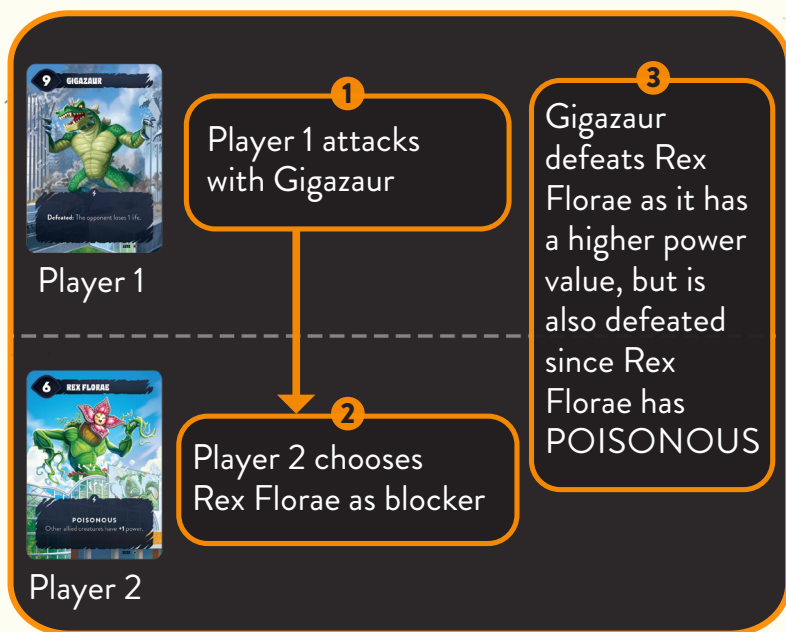 9 GIGAZAUR
Defeated: The opponent loses 1 life.
Player 1
1
Player 1 attacks
with Gigazaur
6 REX FLORAE
POISONOUS
Other allied creatures have +1 power.
Player 2
2
Player 2 chooses
Rex Florae as blocker
3
Gigazaur
defeats Rex
Florae as it has
a higher power
value, but is
also defeated
since Rex
Florae has
POISONOUS